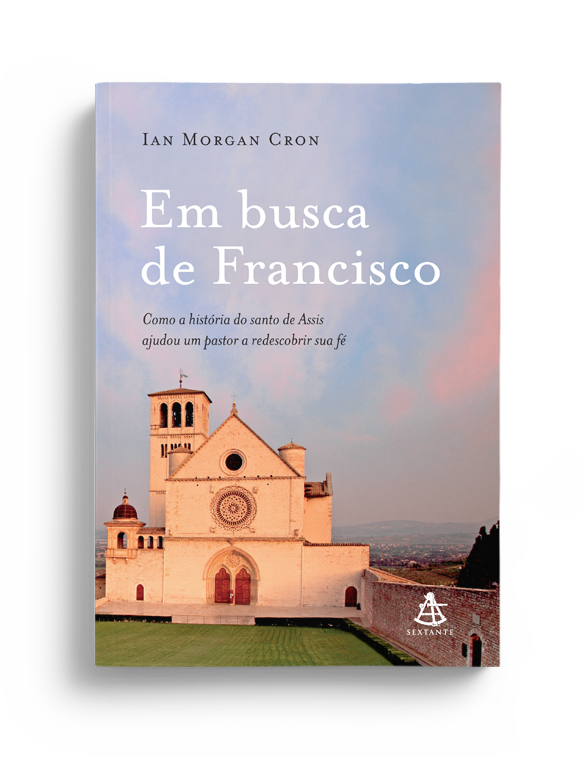 Ian Morgan Cron
Em busca
de Francisco
Como a história do santo de Assis
ajudou um pastor a redescobrir sua fé
SEXTANTE